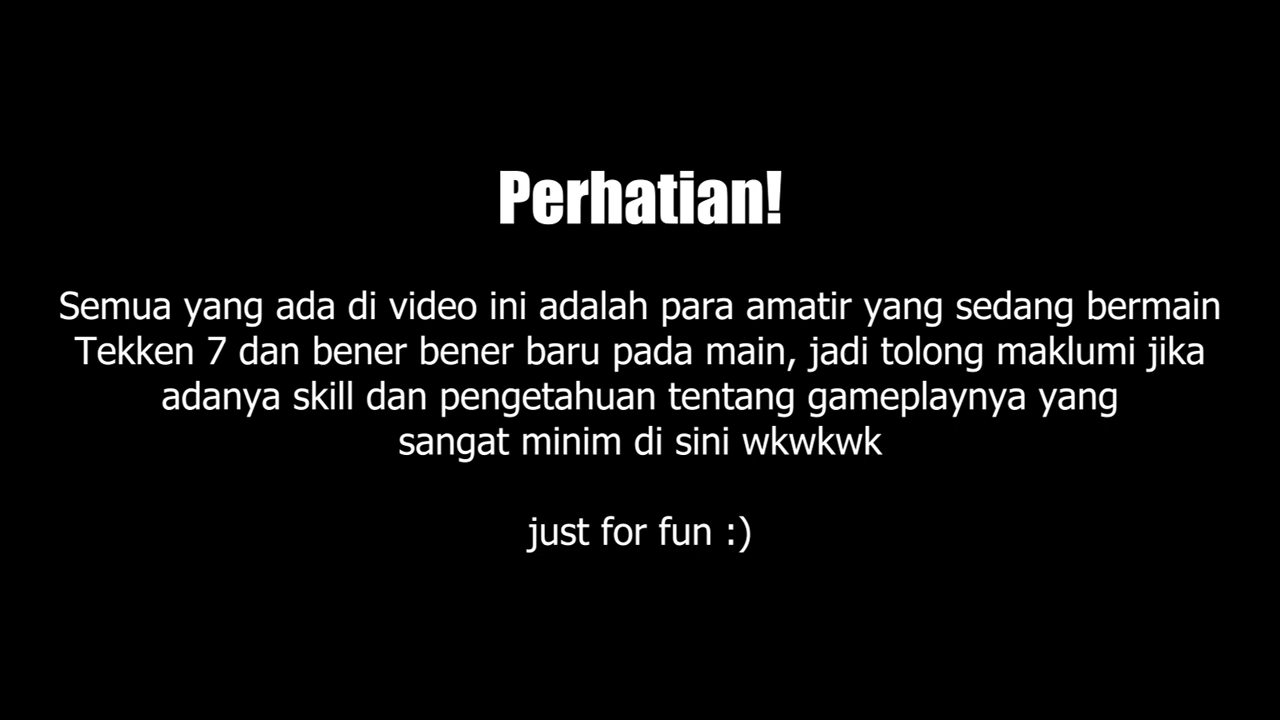 Perhatian!
Semua yang ada di video ini adalah para amatir yang sedang bermain
Tekken 7 dan bener bener baru pada main, jadi tolong maklumi jika
adanya skill dan pengetahuan tentang gameplaynya yang
sangat minim di sini wkwkwk
just for fun :)